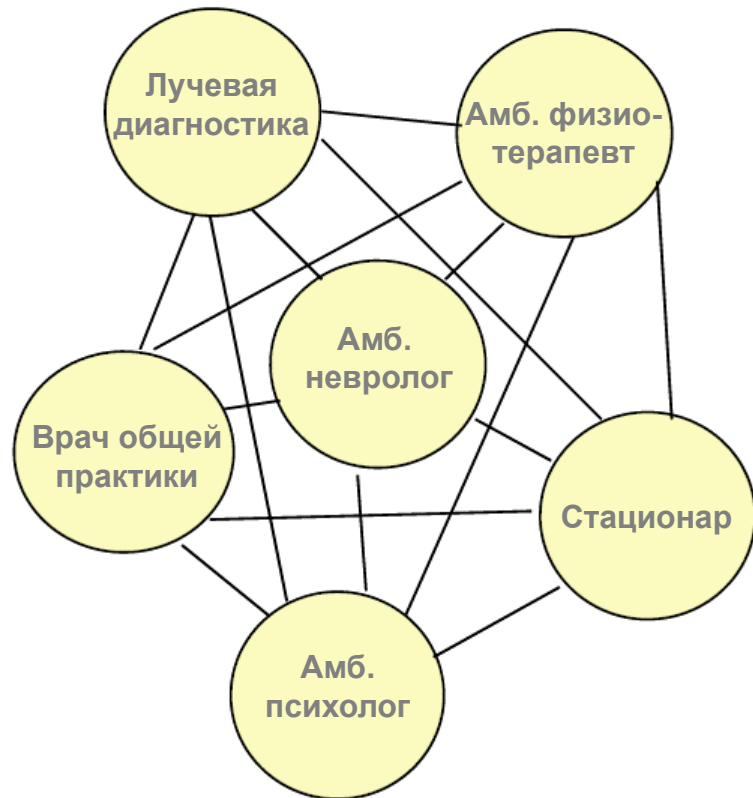 Лучевая
диагностика
Амб. физио-
терапевт
Амб.
невролог
Врач общей
практики
Стационар
Амб.
психолог